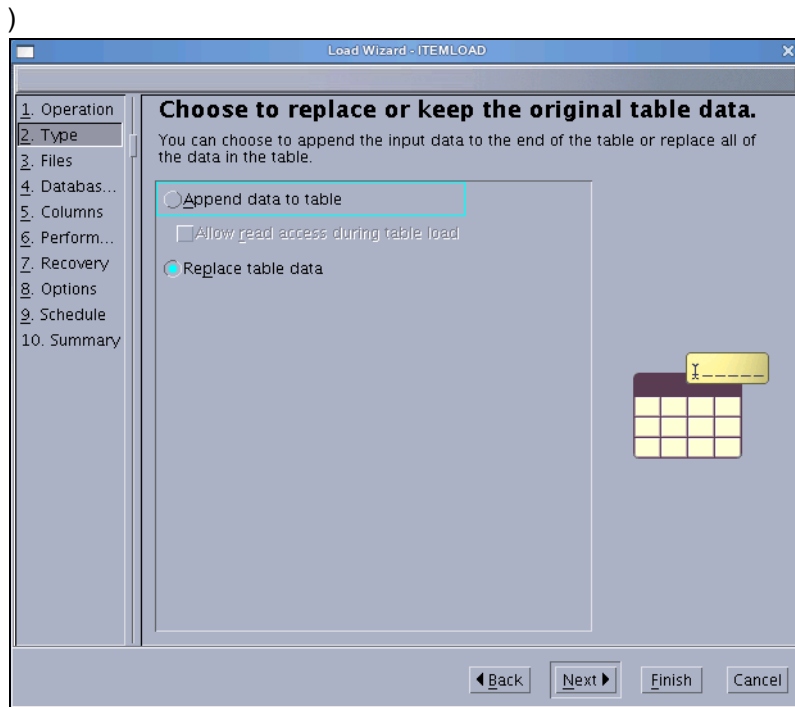 )
Load Wizard - ITEMLOAD
1. Operation
2. Type
3. Files
4. Databas...
5. Columns
6. Perform...
7. Recovery
8. Options
9. Schedule
10. Summary
Choose to replace or keep the original table data.
You can choose to append the input data to the end of the table or replace all of
the data in the table.
Append data to table
Allow read access during table load
Replace table data
Back
Next
Finish
Cancel